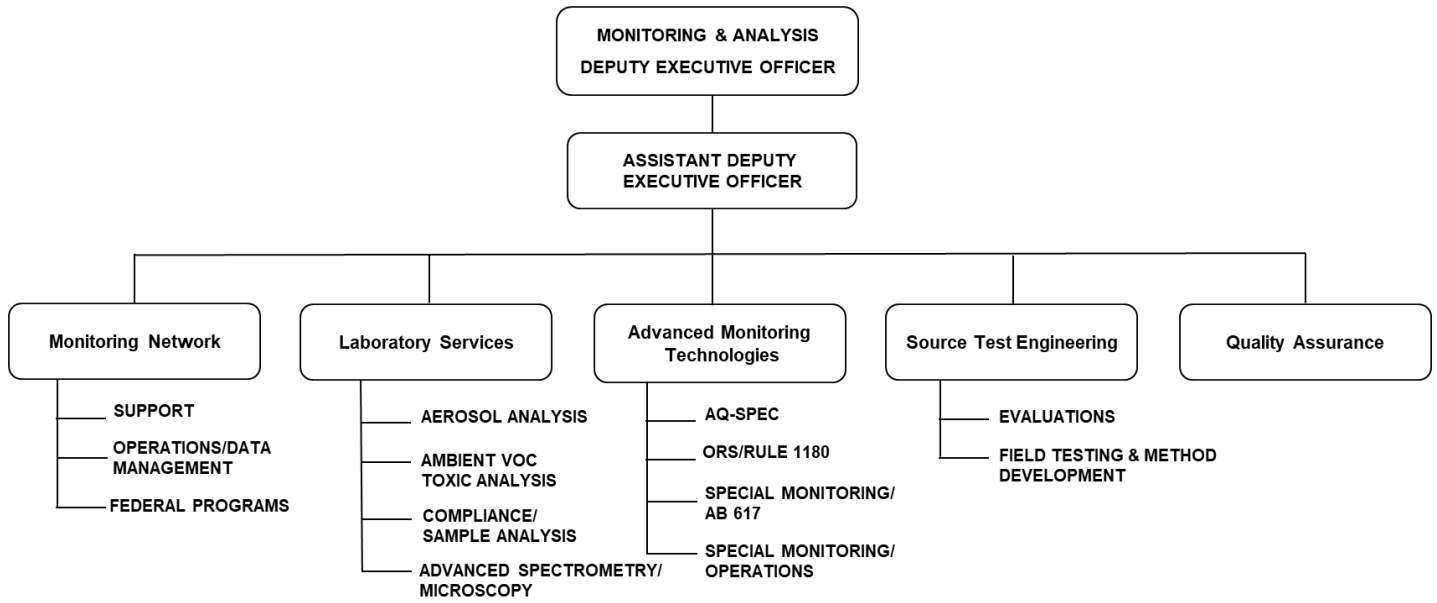 MONITORING & ANALYSIS
DEPUTY EXECUTIVE OFFICER
ASSISTANT DEPUTY
EXECUTIVE OFFICER
Monitoring Network
SUPPORT
OPERATIONS/DATA
MANAGEMENT
FEDERAL PROGRAMS
Laboratory Services
AEROSOL ANALYSIS
AMBIENT VOC
TOXIC ANALYSIS
COMPLIANCE/
SAMPLE ANALYSIS
ADVANCED SPECTROMETRY/
MICROSCOPY
Advanced Monitoring
Technologies
AQ-SPEC
ORS/RULE 1180
SPECIAL MONITORING/
AB 617
SPECIAL MONITORING/
OPERATIONS
Source Test Engineering
EVALUATIONS
FIELD TESTING & METHOD
DEVELOPMENT
Quality Assurance